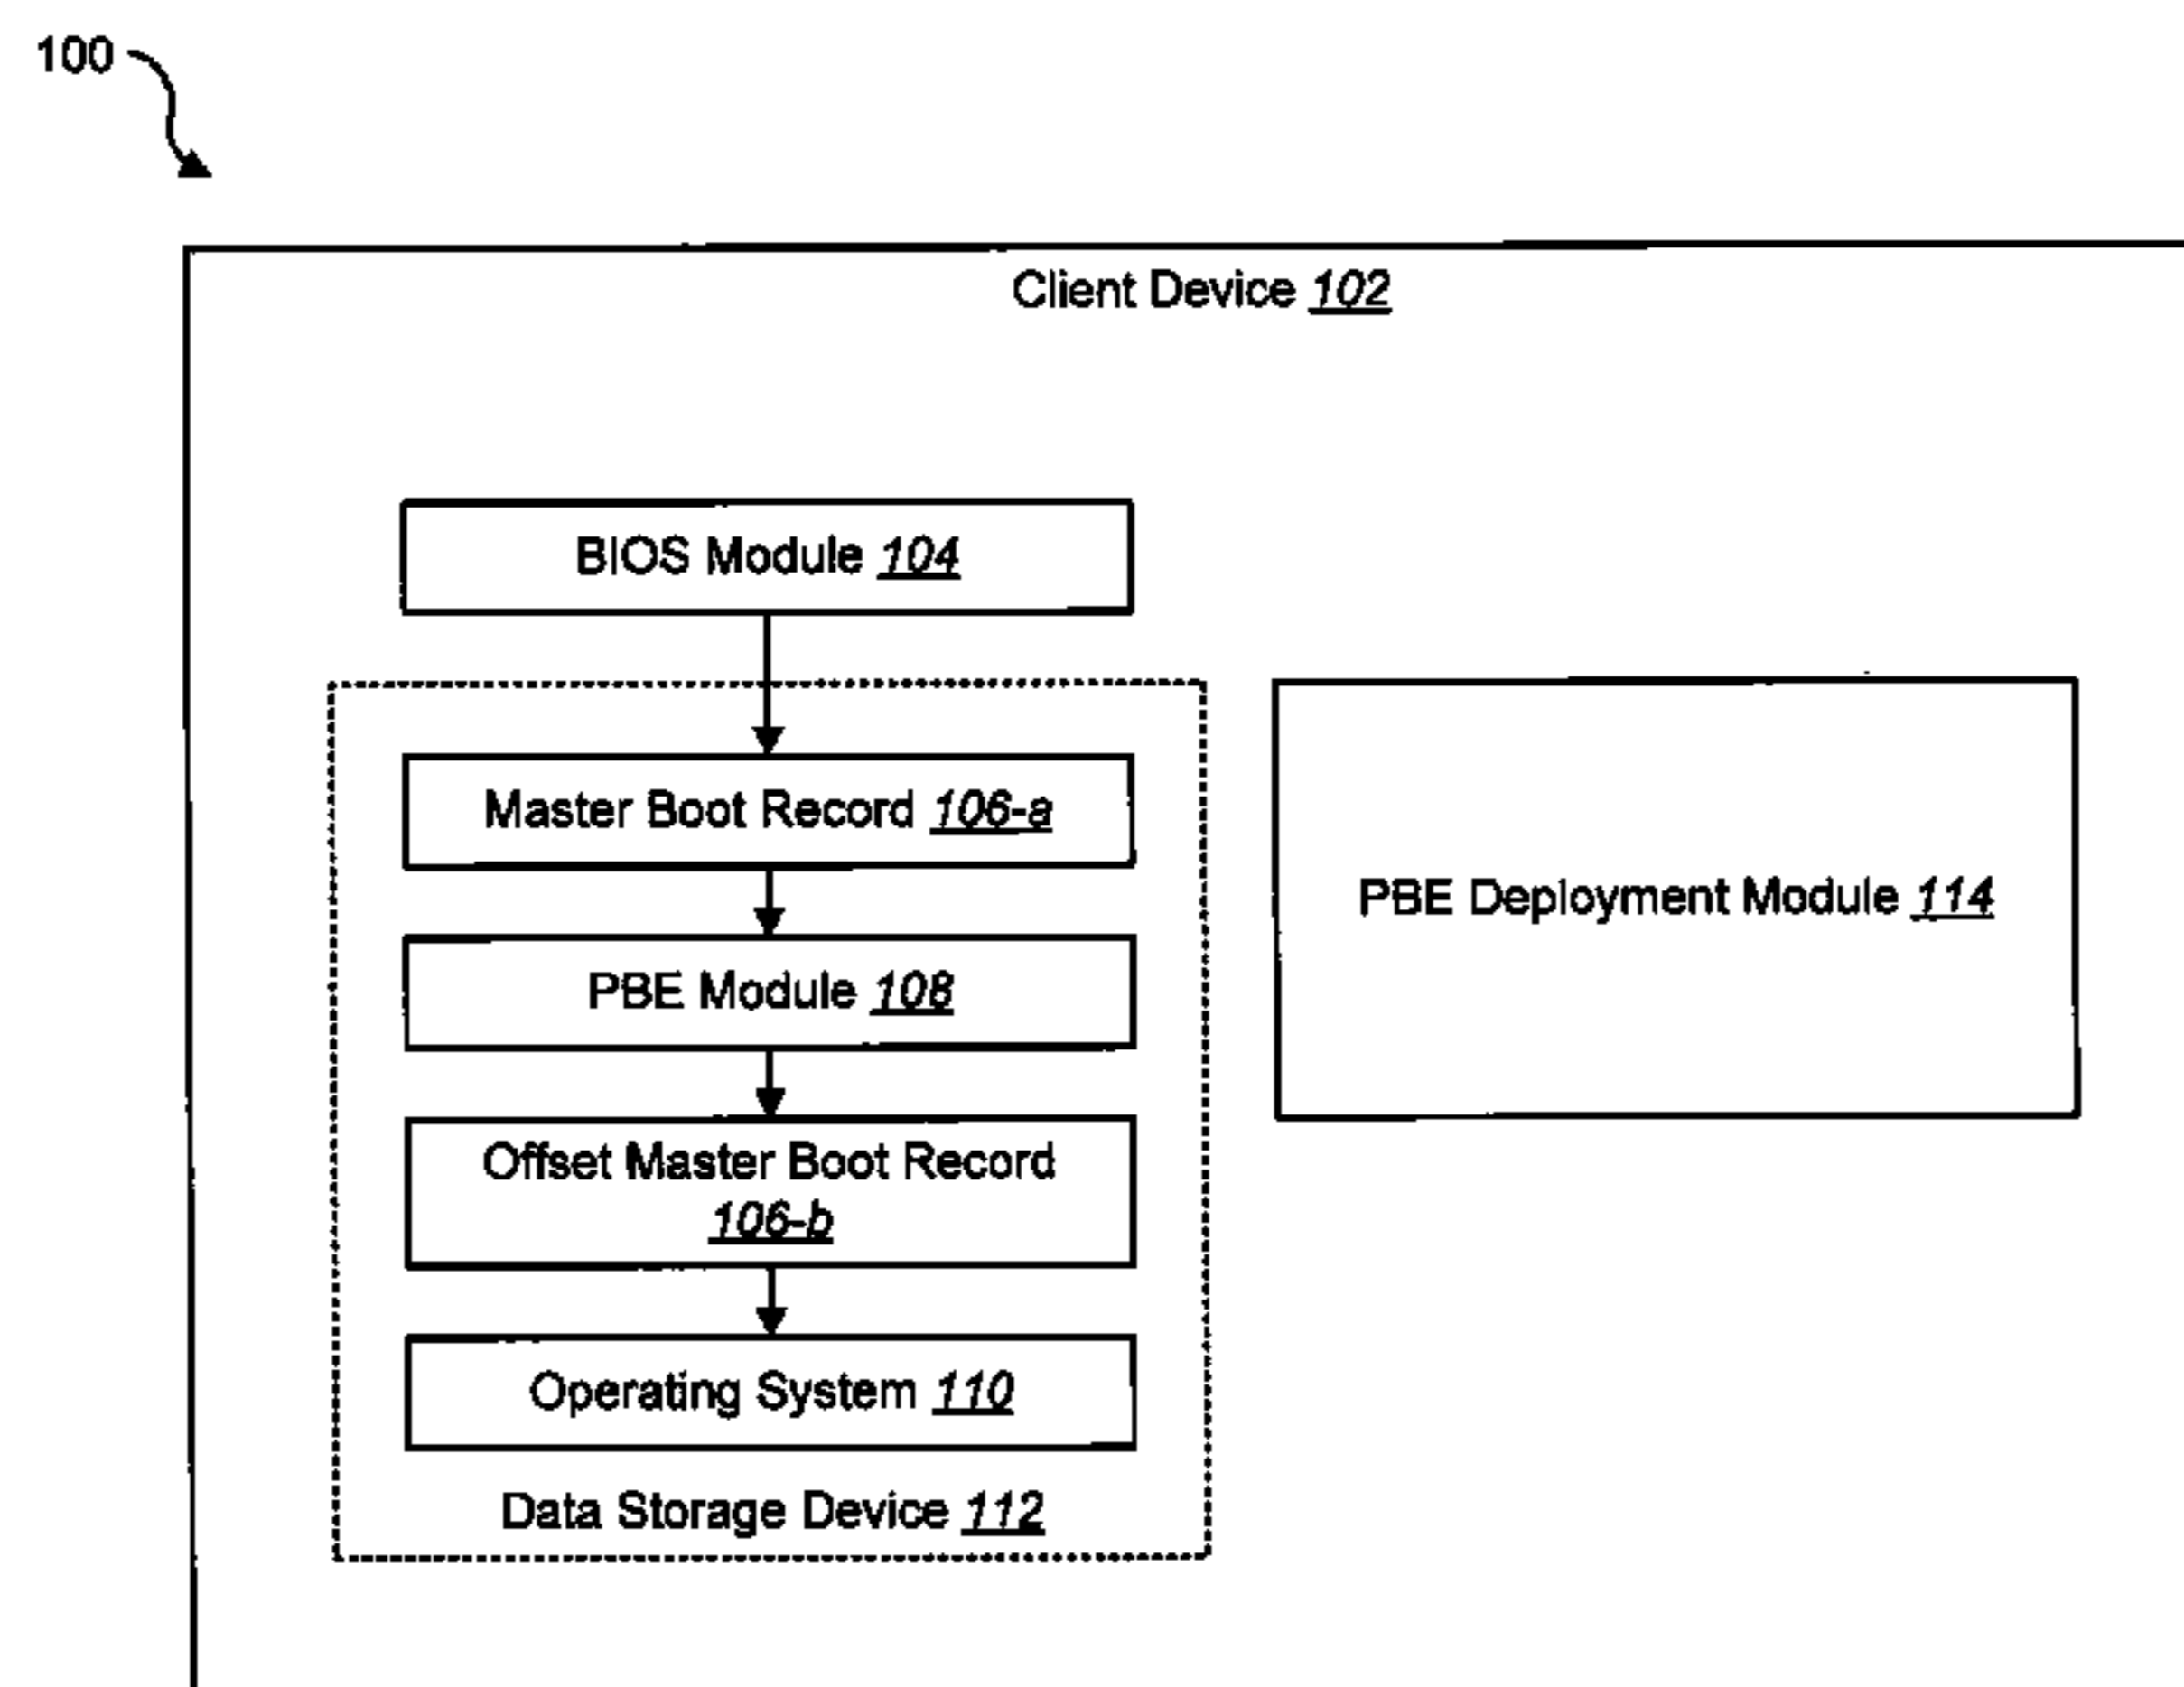 100
Client Device 102
BIOS Module 104
Master Boot Record 106-a
PBE Module 108
Offset Master Boot Record
106-b
Operating System 110
Data Storage Device 112
PBE Deployment Module 114